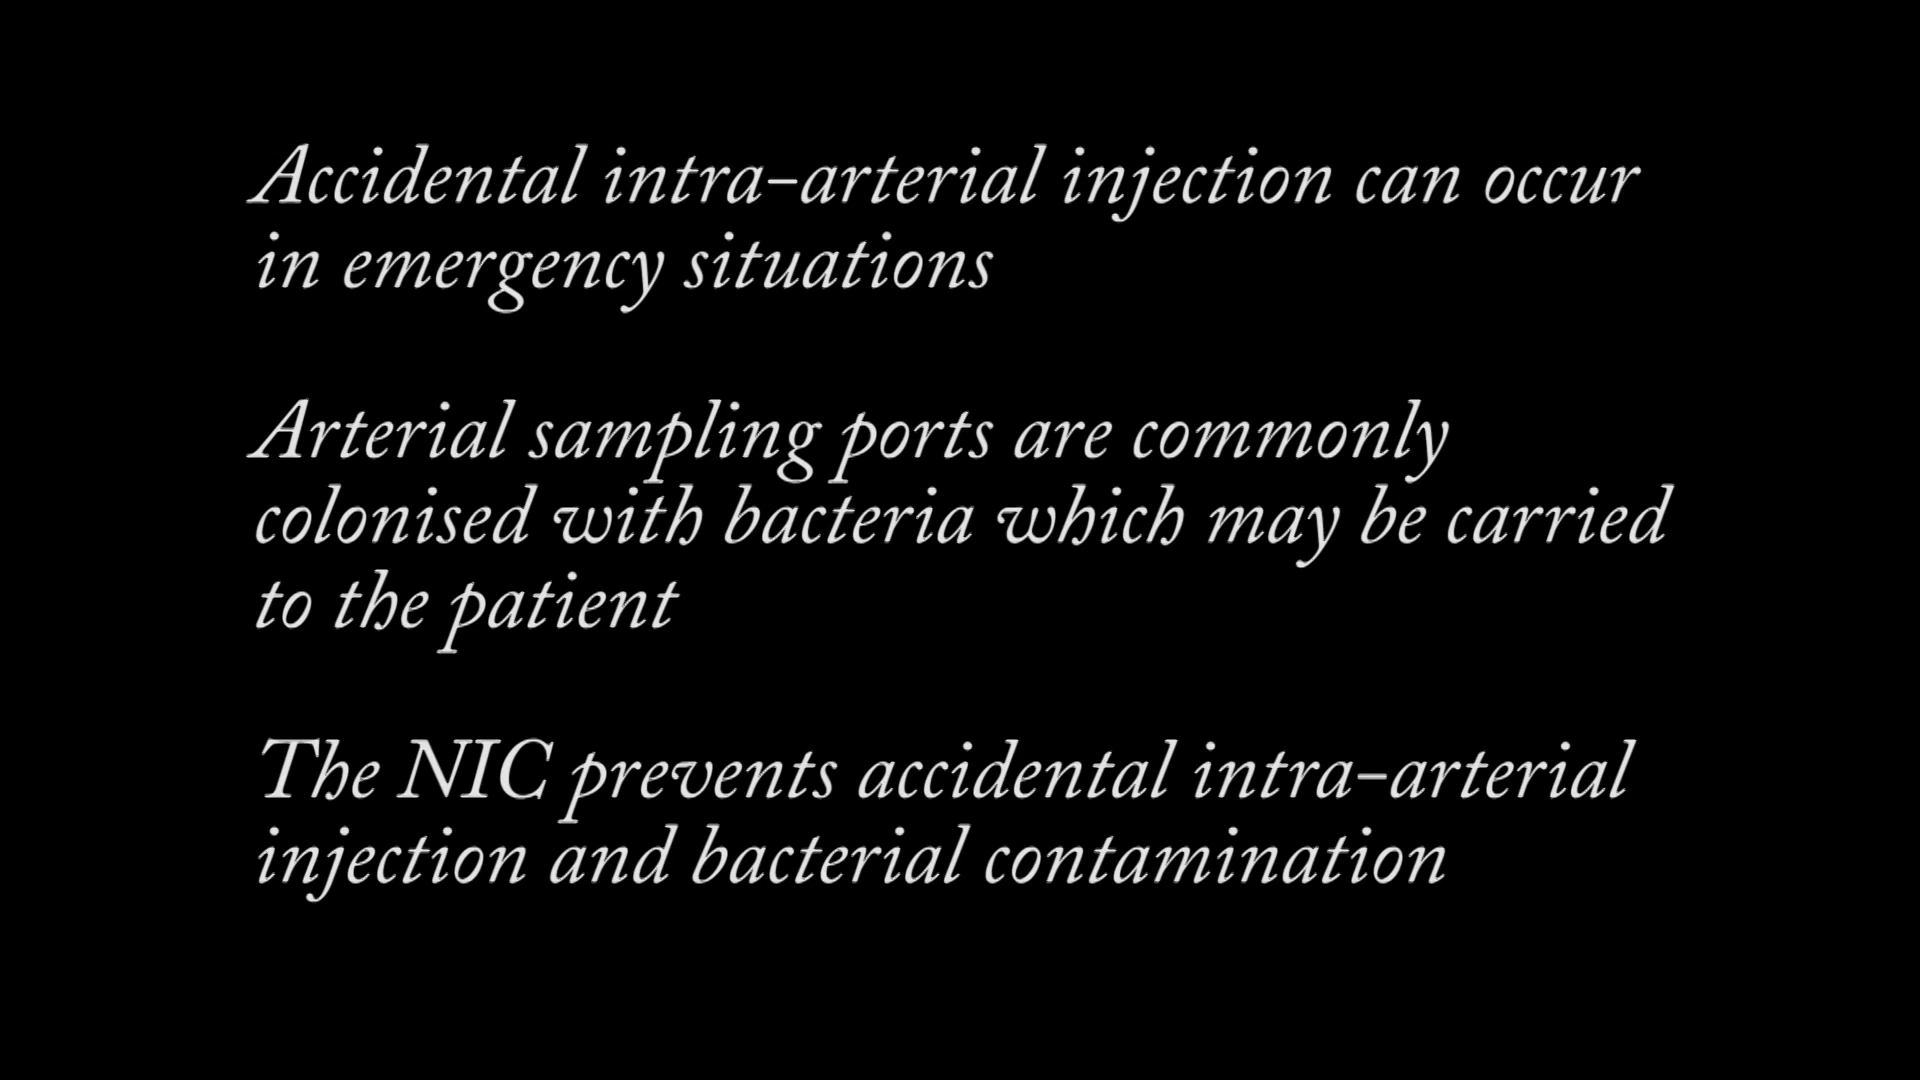 Accidental intra-arterial injection can occur
in emergency situations
Arterial sampling ports are commonly
colonised with bacteria which may be carried
to the patient
The NIC prevents accidental intra-arterial
injection and bacterial contamination